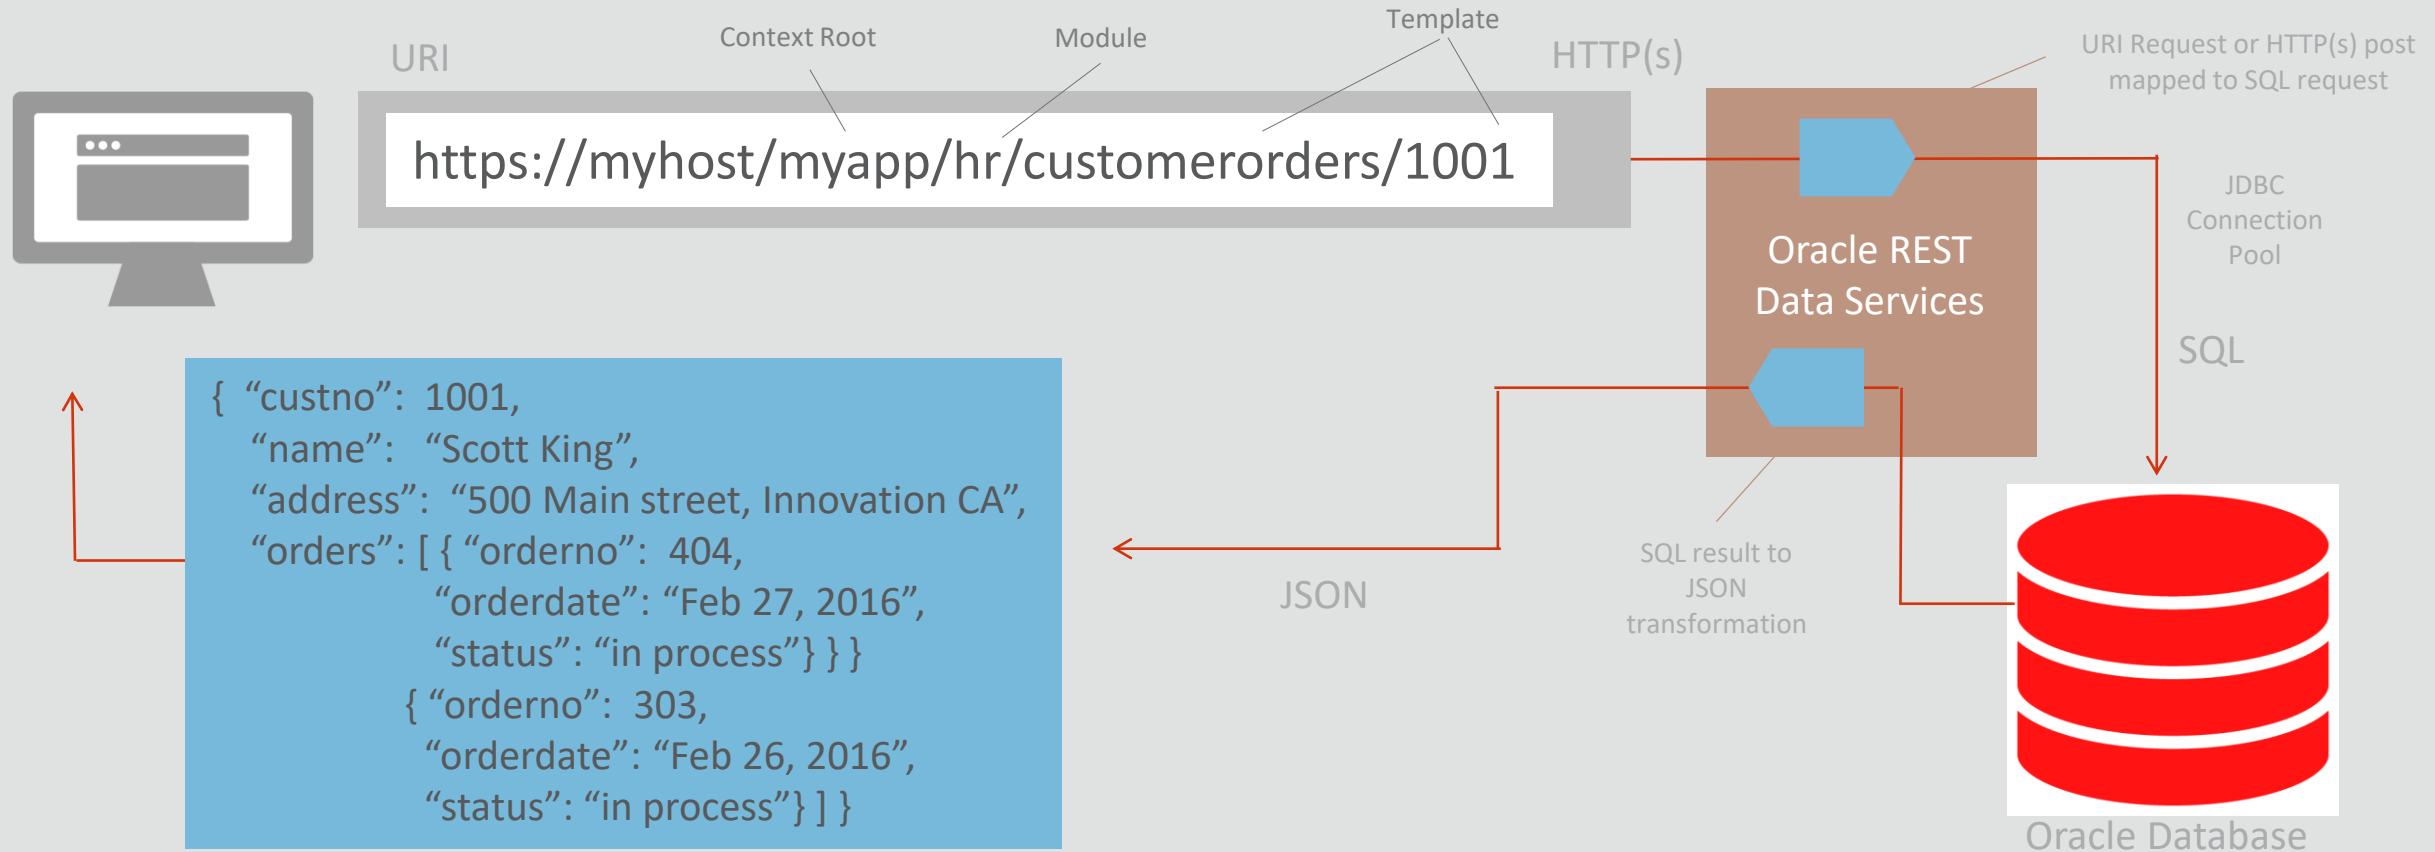 URI
Context Root
Module
Template
HTTP(s)
URI Request or HTTP(s) post
mapped to SQL request
https://myhost/myapp/hr/customerorders/1001
JDBC
Connection
Pool
Oracle REST
Data Services
SQL
{ “custno”: 1001,
“name”: “Scott King”,
“address”: “500 Main street, Innovation CA”,
“orders”: [ { “orderno”: 404,
“orderdate”: “Feb 27, 2016”,
“status”: “in process”} } }
{ “orderno”: 303,
“orderdate”: “Feb 26, 2016”,
“status”: “in process”} ] }
JSON
SQL result to
JSON
transformation
Oracle Database